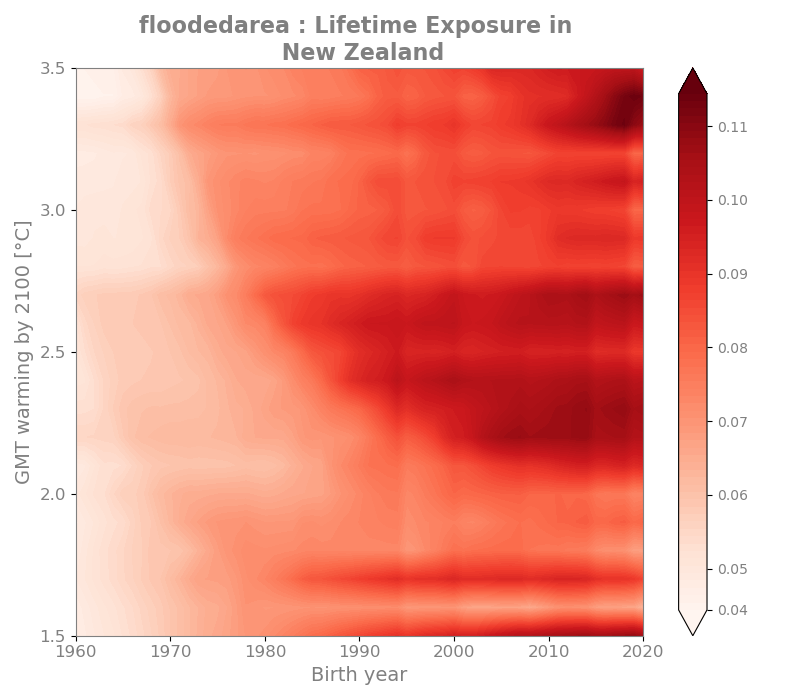 floodedarea : Lifetime Exposure in
New Zealand
3.5
3.0
2.5
2.0
1.5
GMT warming by 2100 [°C]
1960 1970 1980 1990 2000 2010 2020
Birth year
0.11
0.10
0.09
0.08
0.07
0.06
0.05
0.04